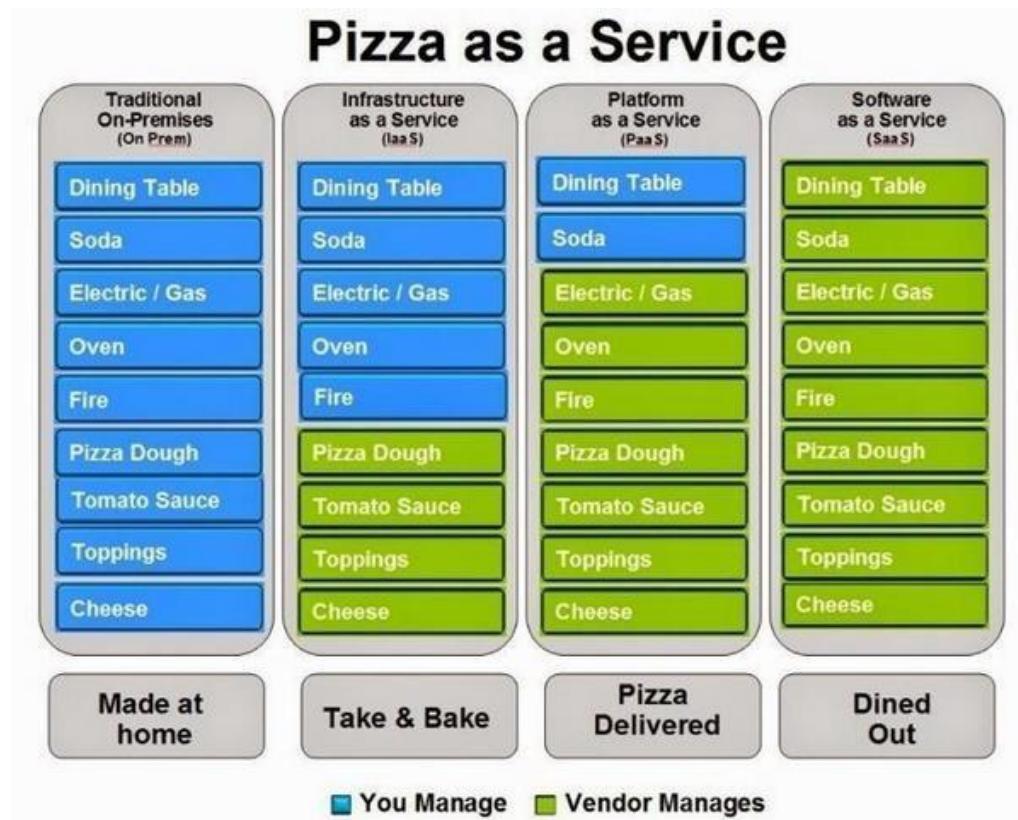 Pizza as a Service
Traditional
On-Premises
(On Prem)
Dining Table
Soda
Electric / Gas
Oven
Fire
Pizza Dough
Tomato Sauce
Toppings
Cheese
Made at
home
Infrastructure
as a Service
(IaaS)
Dining Table
Soda
Electric / Gas
Oven
Fire
Pizza Dough
Tomato Sauce
Toppings
Cheese
Take & Bake
Platform
as a Service
(PaaS)
Dining Table
Soda
Electric / Gas
Oven
Fire
Pizza Dough
Tomato Sauce
Toppings
Cheese
Pizza
Delivered
Software
as a Service
(SaaS)
Dining Table
Soda
Electric / Gas
Oven
Fire
Pizza Dough
Tomato Sauce
Toppings
Cheese
Dined
Out
You Manage
Vendor Manages